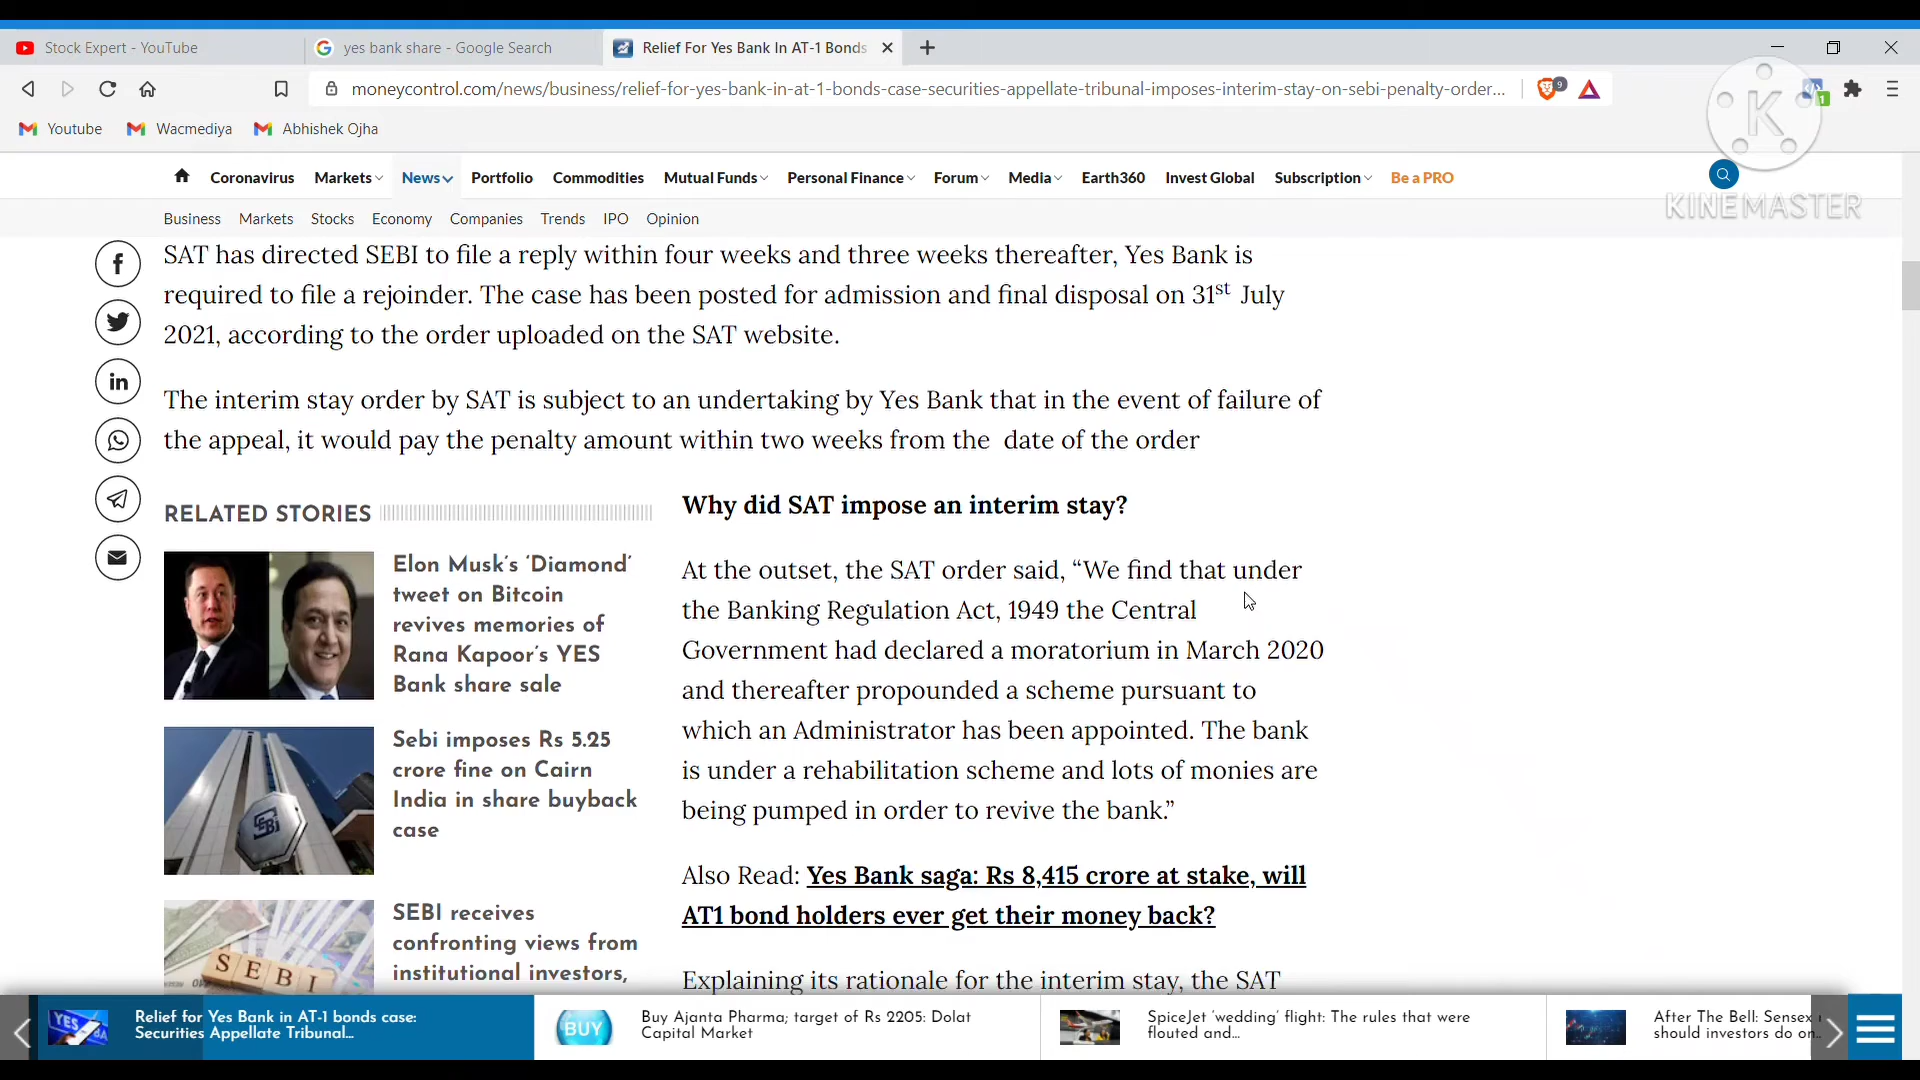 Stock Expert - YouTube
yes bank share - Google Search
Relief For Yes Bank In AT-1 Bonds
moneycontrol.com/news/business/relief-for-yes-bank-in-at-1-bonds-case-securities-appellate-tribunal-imposes-interim-stay-on-sebi-penalty-order...
9
1
Youtube
Wacmediya
Abhishek Ojha
K
KINEMASTER
Coronavirus Markets News Portfolio Commodities Mutual Funds Personal Finance Forum Media Earth360 Invest Global Subscription Be a PRO
Business Markets Stocks Economy Companies Trends IPO Opinion
SAT has directed SEBI to file a reply within four weeks and three weeks thereafter, Yes Bank is
required to file a rejoinder. The case has been posted for admission and final disposal on 31st July
2021, according to the order uploaded on the SAT website.
The interim stay order by SAT is subject to an undertaking by Yes Bank that in the event of failure of
the appeal, it would pay the penalty amount within two weeks from the date of the order
RELATED STORIES
Elon Musk's 'Diamond'
tweet on Bitcoin
revives memories of
Rana Kapoor's YES
Bank share sale
Sebi imposes Rs 5.25
crore fine on Cairn
India in share buyback
case
SEBI
SEBI receives
confronting views from
institutional investors,
SEBI
Why did SAT impose an interim stay?
At the outset, the SAT order said, “We find that under
the Banking Regulation Act, 1949 the Central
Government had declared a moratorium in March 2020
and thereafter propounded a scheme pursuant to
which an Administrator has been appointed. The bank
is under a rehabilitation scheme and lots of monies are
being pumped in order to revive the bank.”
Also Read: Yes Bank saga: Rs 8,415 crore at stake, will
AT1 bond holders ever get their money back?
Explaining its rationale for the interim stay, the SAT
YES BA
Relief for Yes Bank in AT-1 bonds case:
Securities Appellate Tribunal...
BUY
Buy Ajanta Pharma; target of Rs 2205: Dolat
Capital Market
SpiceJet 'wedding' flight: The rules that were
flouted and...
After The Bell: Sensex
should investors do on..